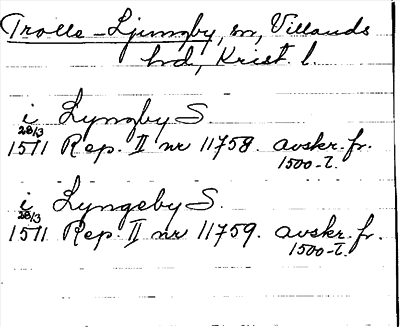 Trolle-Ljungby, sn, Villands
hd, Krist. l.
i Lyngby S.
28/3
1511 Rep. II nr 11758. avskr. fr.
1500-t.
i Lyngeby S.
28/3
1511 Rep. II nr 11759. avskr. fr.
1500-t.